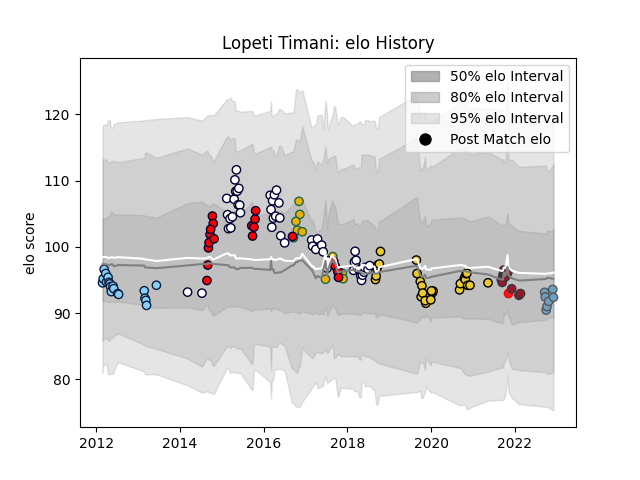 Lopeti Timani: elo History
50% elo Interval
80% elo Interval
95% elo Interval
Post Match elo
elo score
120
110
100
90
80
2012
2014
2016
2018
2020
2022